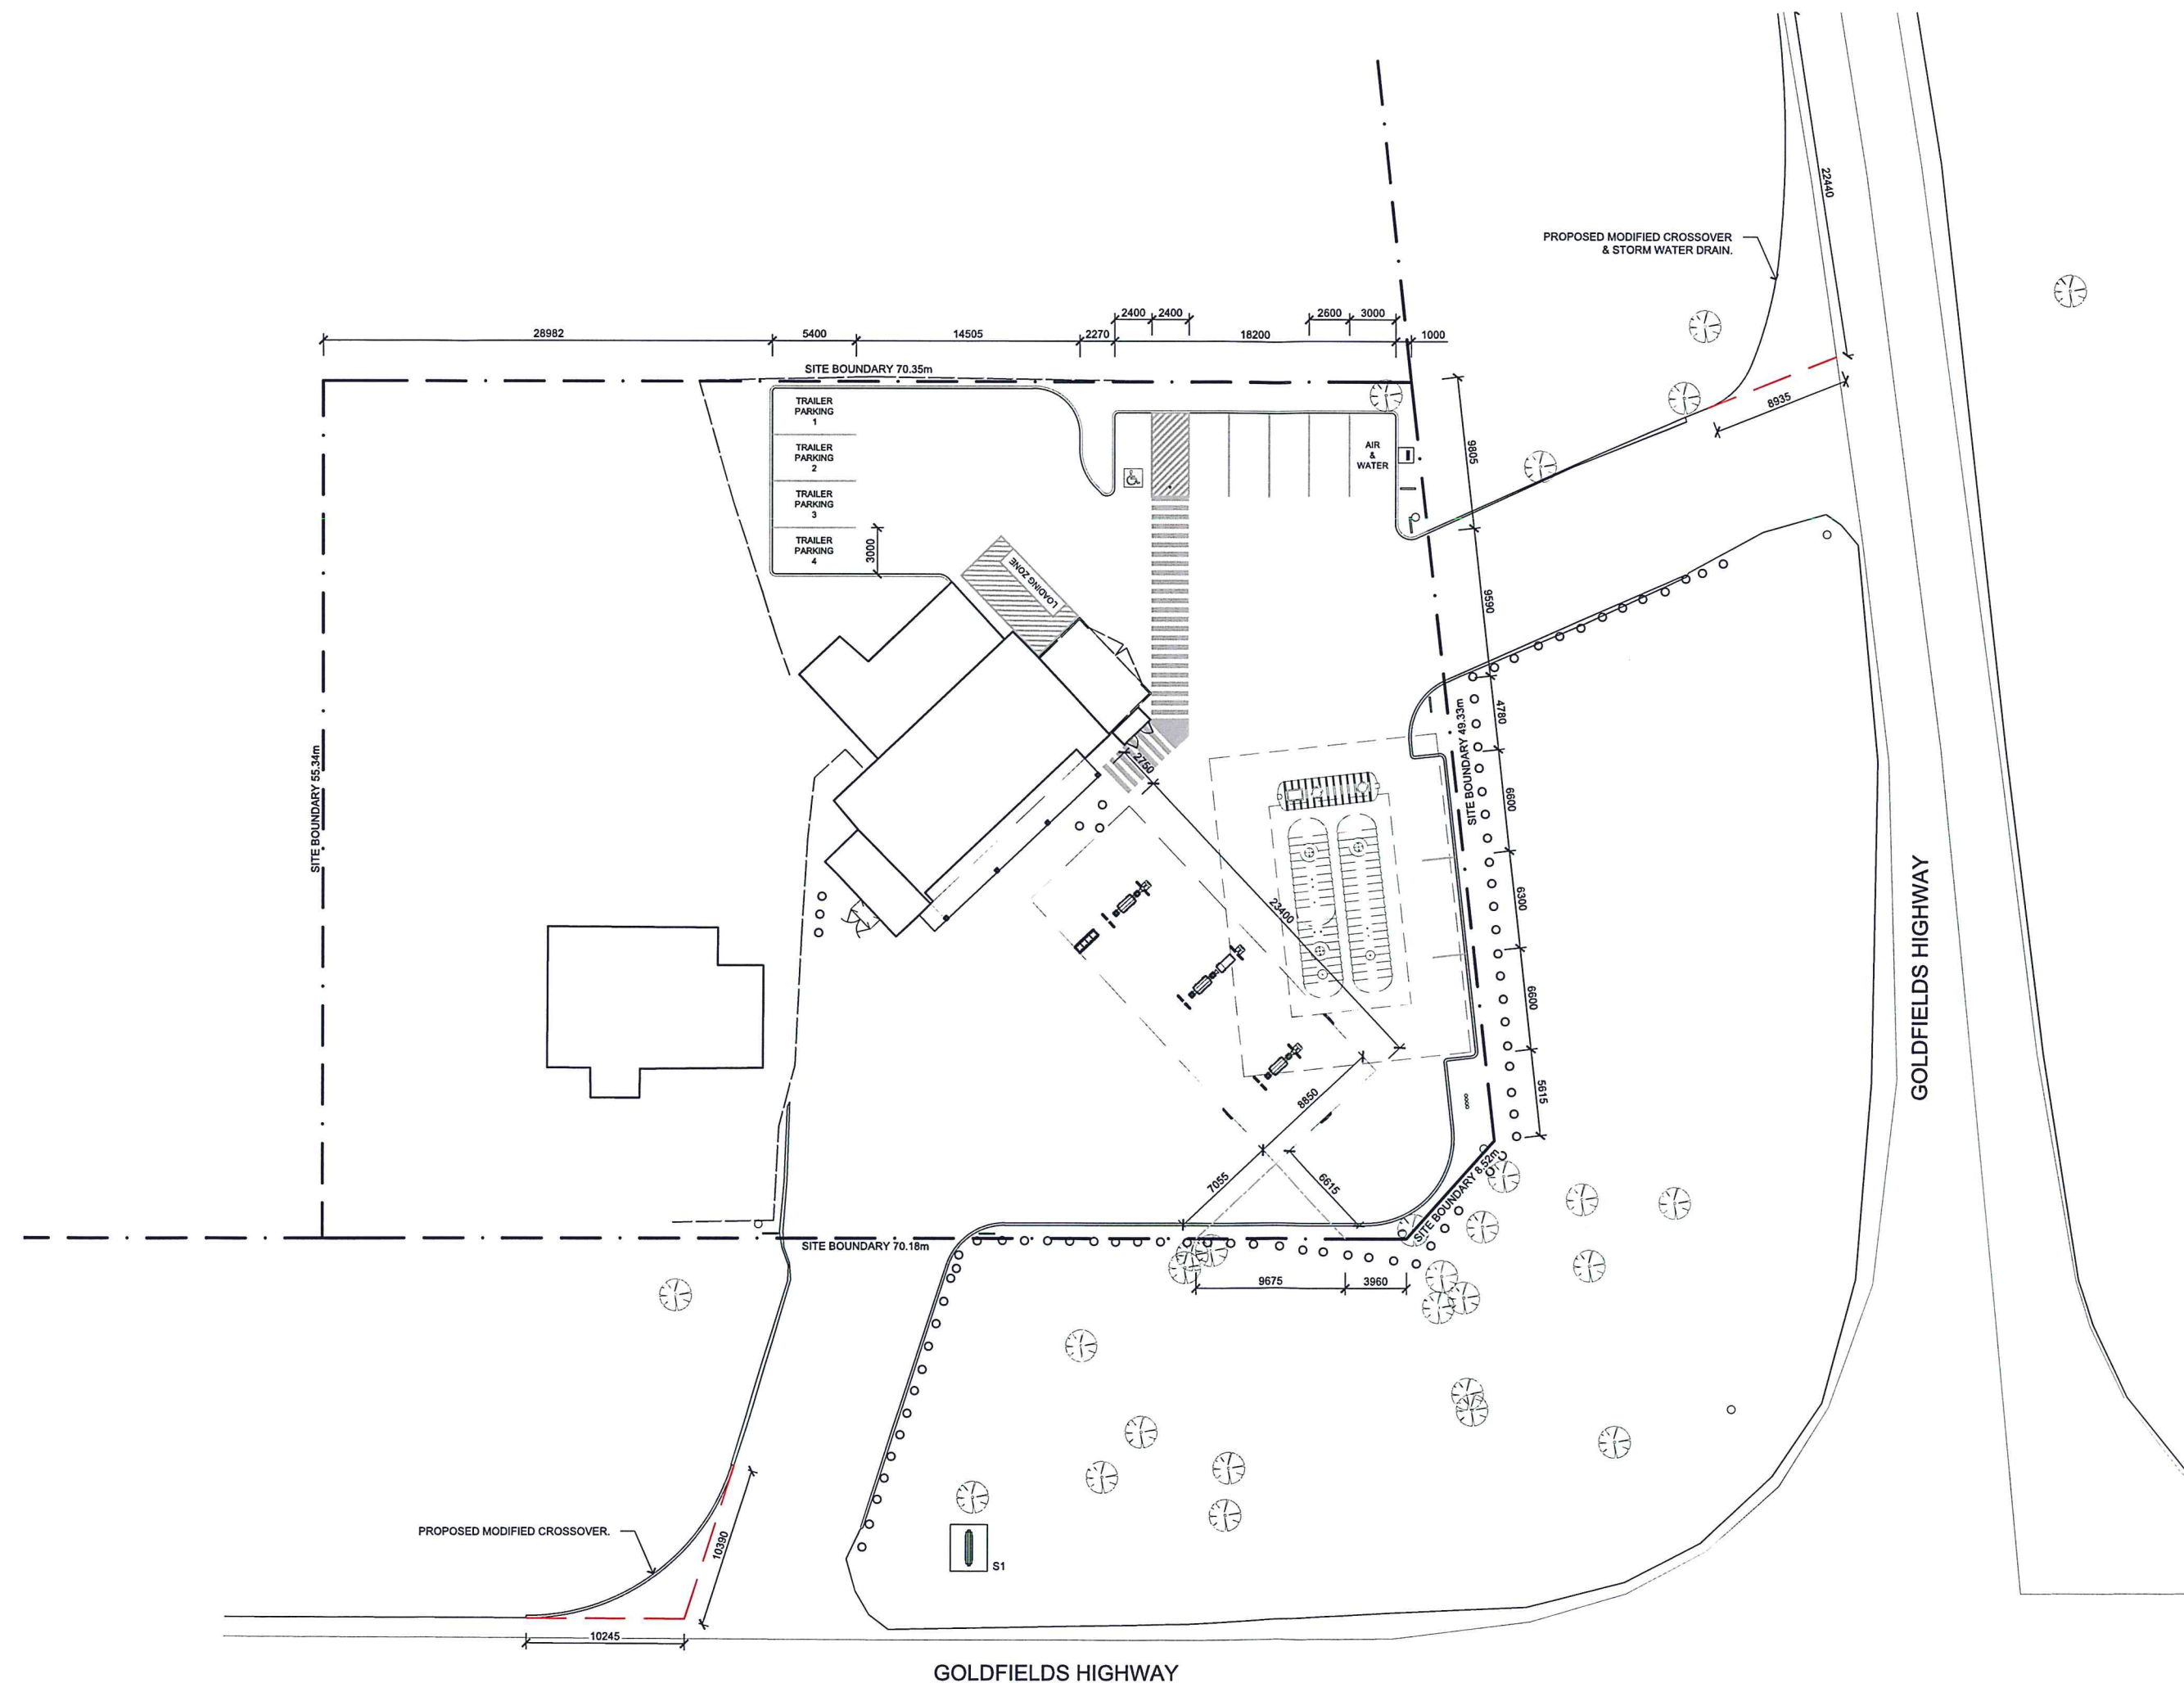 22440
PROPOSED MODIFIED CROSSOVER
& STORM WATER DRAIN.
2400 2400
2600 3000
28982
5400
14505
2270
18200
1000
SITE BOUNDARY 70.35m
8935
TRAILER
PARKING
1
TRAILER
PARKING
2
TRAILER
PARKING
3
TRAILER
PARKING
4
3000
AIR
&
WATER
9805
LOADING ZONE
9590
4780
SITE BOUNDARY 49.33m
2750
6600
SITE BOUNDARY 55.34m
23400
6300
6600
GOLDFIELDS HIGHWAY
8850
5615
7055
6615
SITE BOUNDARY 8.52m
SITE BOUNDARY 70.18m
9675
3960
PROPOSED MODIFIED CROSSOVER.
10390
S1
10245
GOLDFIELDS HIGHWAY